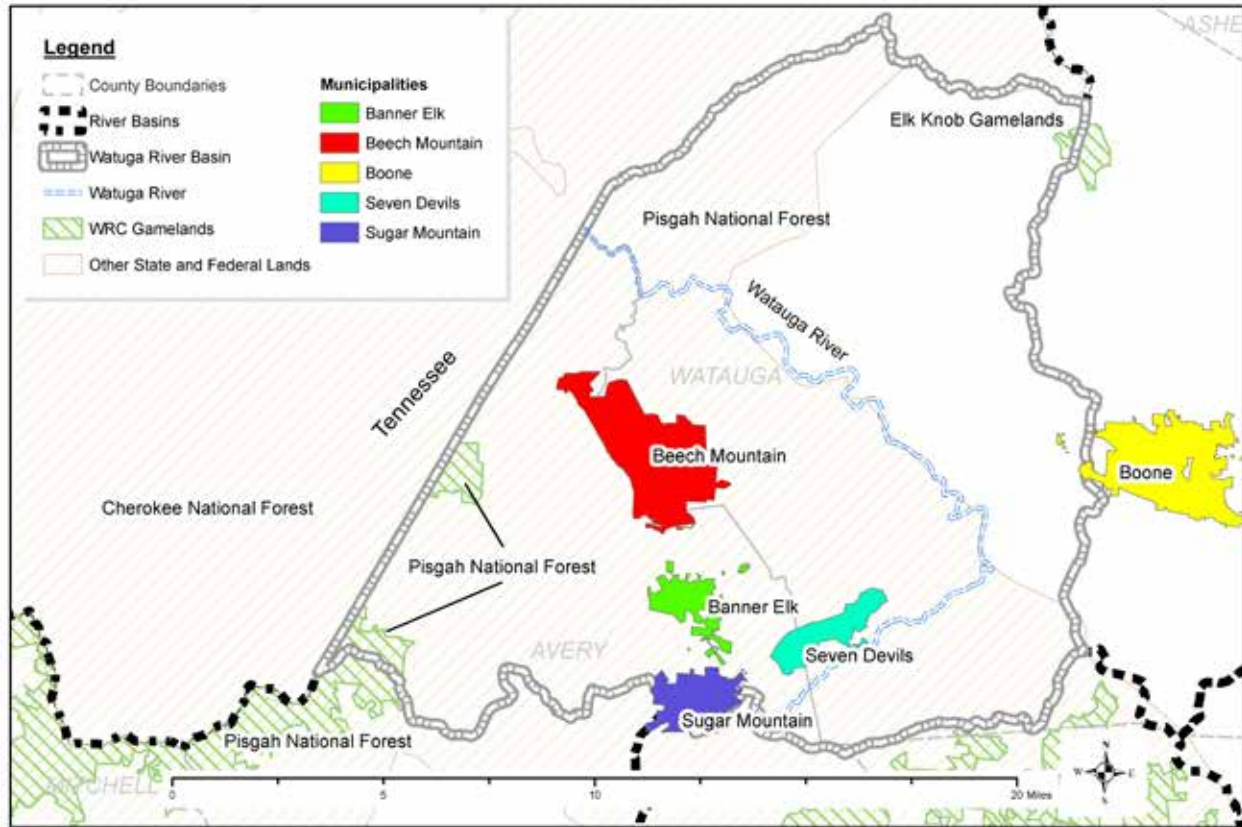 Legend
County Boundaries
River Basins
Watuga River Basin
Watuga River
WRC Gamelands
Other State and Federal Lands
Municipalities
Banner Elk
Beech Mountain
Boone
Seven Devils
Sugar Mountain
ASHE
Elk Knob Gamelands
Pisgah National Forest
Watauga River
WATAUGA
Tennessee
Beech Mountain
Boone
Cherokee National Forest
Pisgah National Forest
Banner Elk
AVERY
Seven Devils
Sugar Mountain
Pisgah National Forest
MITCHELL
N
W E
S
0 5 10 20 Miles